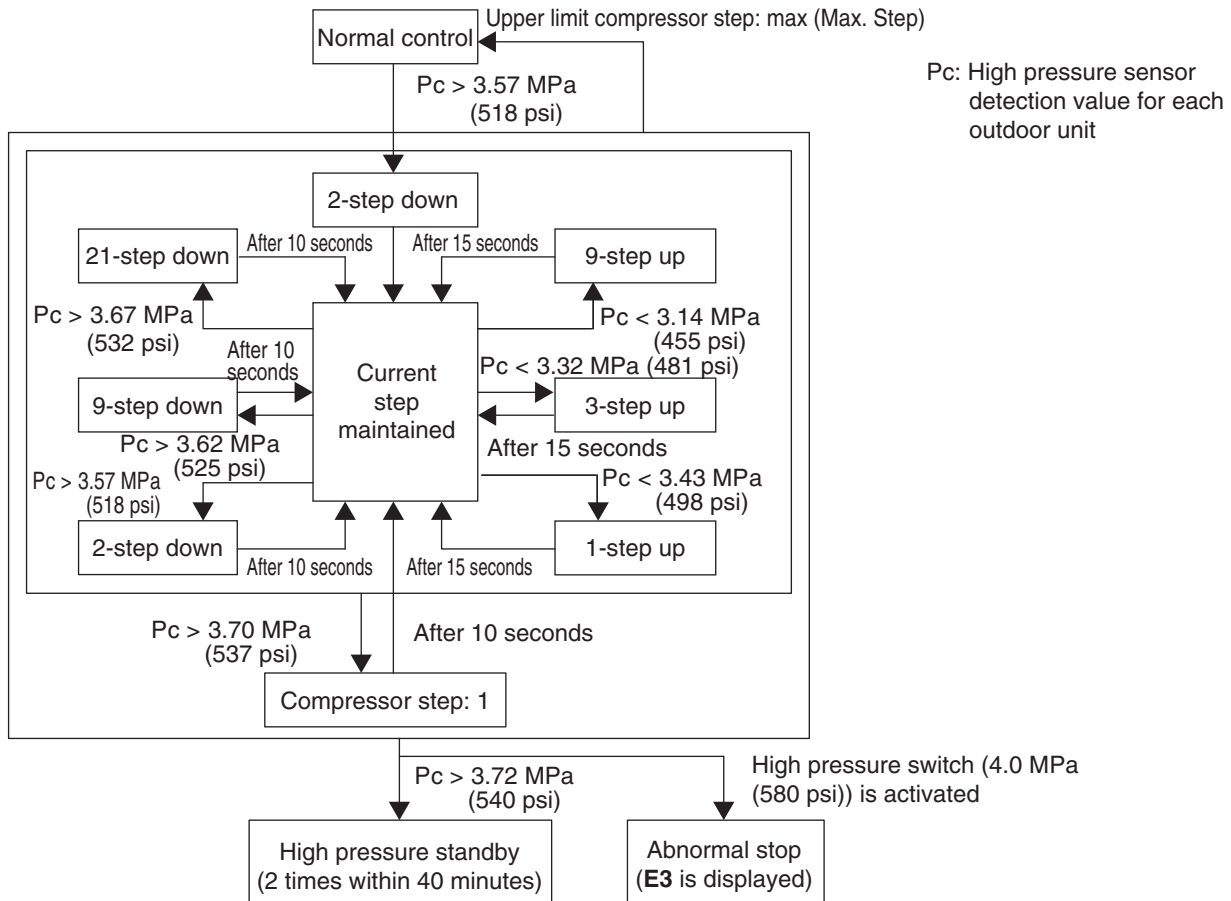 Upper limit compressor step: max (Max. Step)
Normal control
Pc > 3.57 MPa
(518 psi)
Pc: High pressure sensor
detection value for each
outdoor unit
2-step down
21-step down
After 10 seconds
After 15 seconds
9-step up
Pc > 3.67 MPa
(532 psi)
Pc < 3.14 MPa
(455 psi)
After 10
seconds
Current
step
maintained
Pc < 3.32 MPa (481 psi)
9-step down
3-step up
Pc > 3.62 MPa
(525 psi)
After 15 seconds
Pc > 3.57 MPa
(518 psi)
Pc < 3.43 MPa
(498 psi)
2-step down
After 10 seconds
After 15 seconds
1-step up
Pc > 3.70 MPa
(537 psi)
After 10 seconds
Compressor step: 1
Pc > 3.72 MPa
(540 psi)
High pressure switch (4.0 MPa
(580 psi)) is activated
High pressure standby
(2 times within 40 minutes)
Abnormal stop
(E3 is displayed)